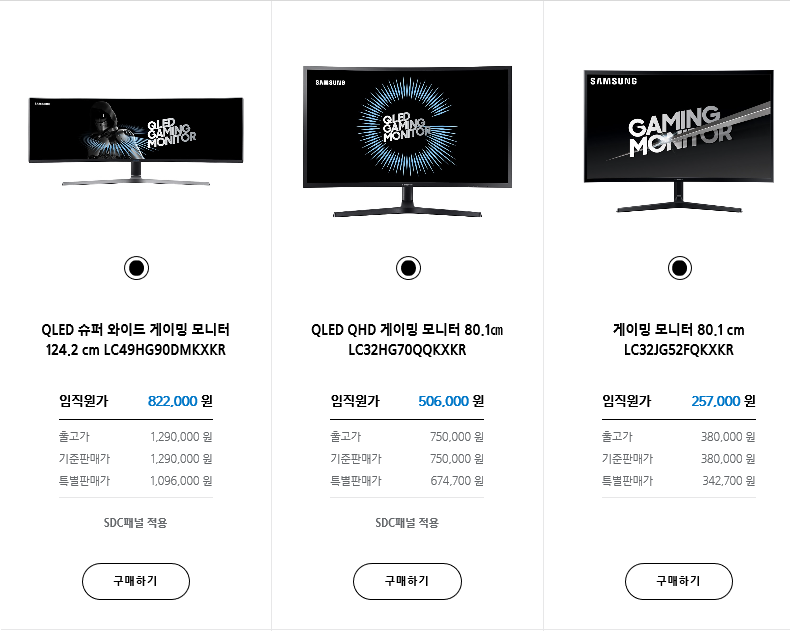 SAMSUNG
QLED
GAMING
MONITOR
QLED 슈퍼 와이드 게이밍 모니터
124.2 cm LC49HG90DMKXKR
임직원가 822,000 원
출고가 1,290,000 원
기준판매가 1,290,000 원
특별판매가 1,096,000 원
SDC패널 적용
구매하기
SAMSUNG
QLED
GAMING
MONITOR
QLED QHD 게이밍 모니터 80.1㎝
LC32HG70QQKXKR
임직원가 506,000 원
출고가 750,000 원
기준판매가 750,000 원
특별판매가 674,700 원
SDC패널 적용
구매하기
SAMSUNG
GAMING
MONITOR
게이밍 모니터 80.1 cm
LC32JG52FQKXKR
임직원가 257,000 원
출고가 380,000 원
기준판매가 380,000 원
특별판매가 342,700 원
구매하기